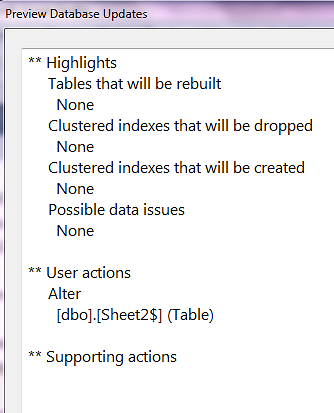 Preview Database Updates
** Highlights
Tables that will be rebuilt
None
Clustered indexes that will be dropped
None
Clustered indexes that will be created
None
Possible data issues
None
** User actions
Alter
[dbo].[Sheet2$] (Table)
** Supporting actions